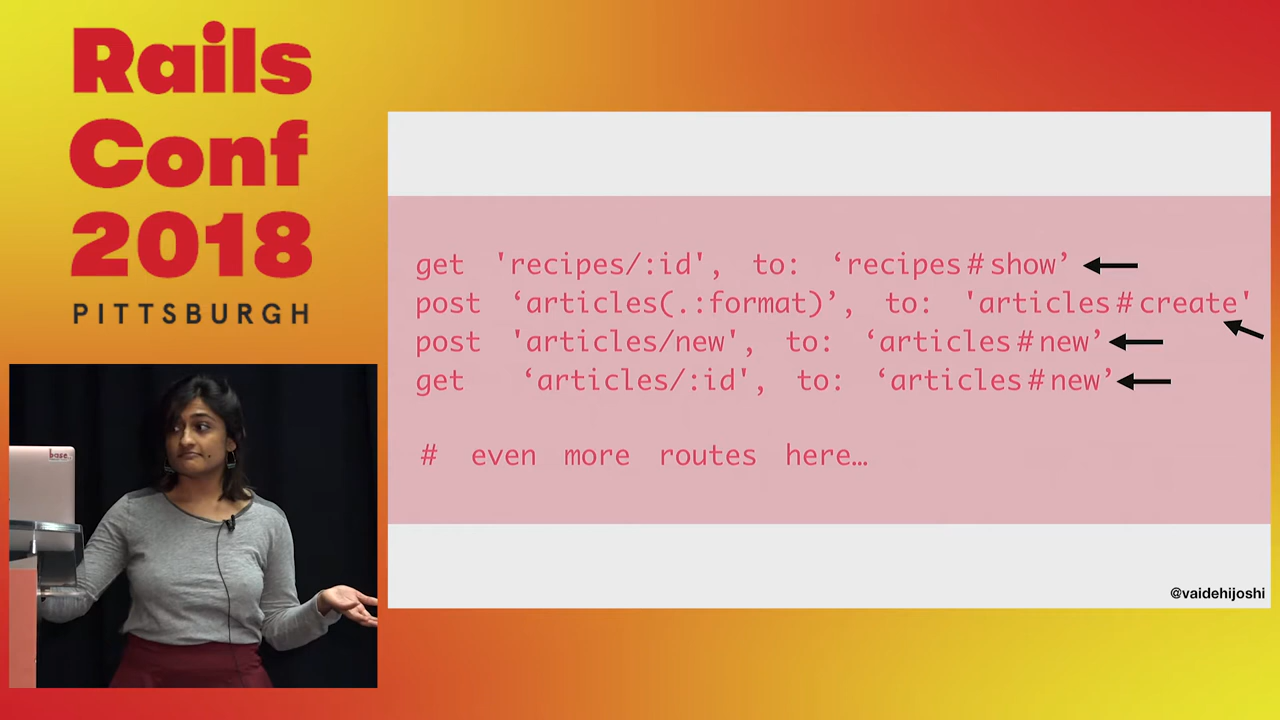 Rails
Conf
2018
PITTSBURGH
get 'recipes/:id', to: ‘recipes#show’
post ‘articles(.:format)’, to: 'articles#create'
post 'articles/new', to: ‘articles#new’
get ‘articles/:id', to: ‘articles#new’
# even more routes here…
@vaidehijoshi
base